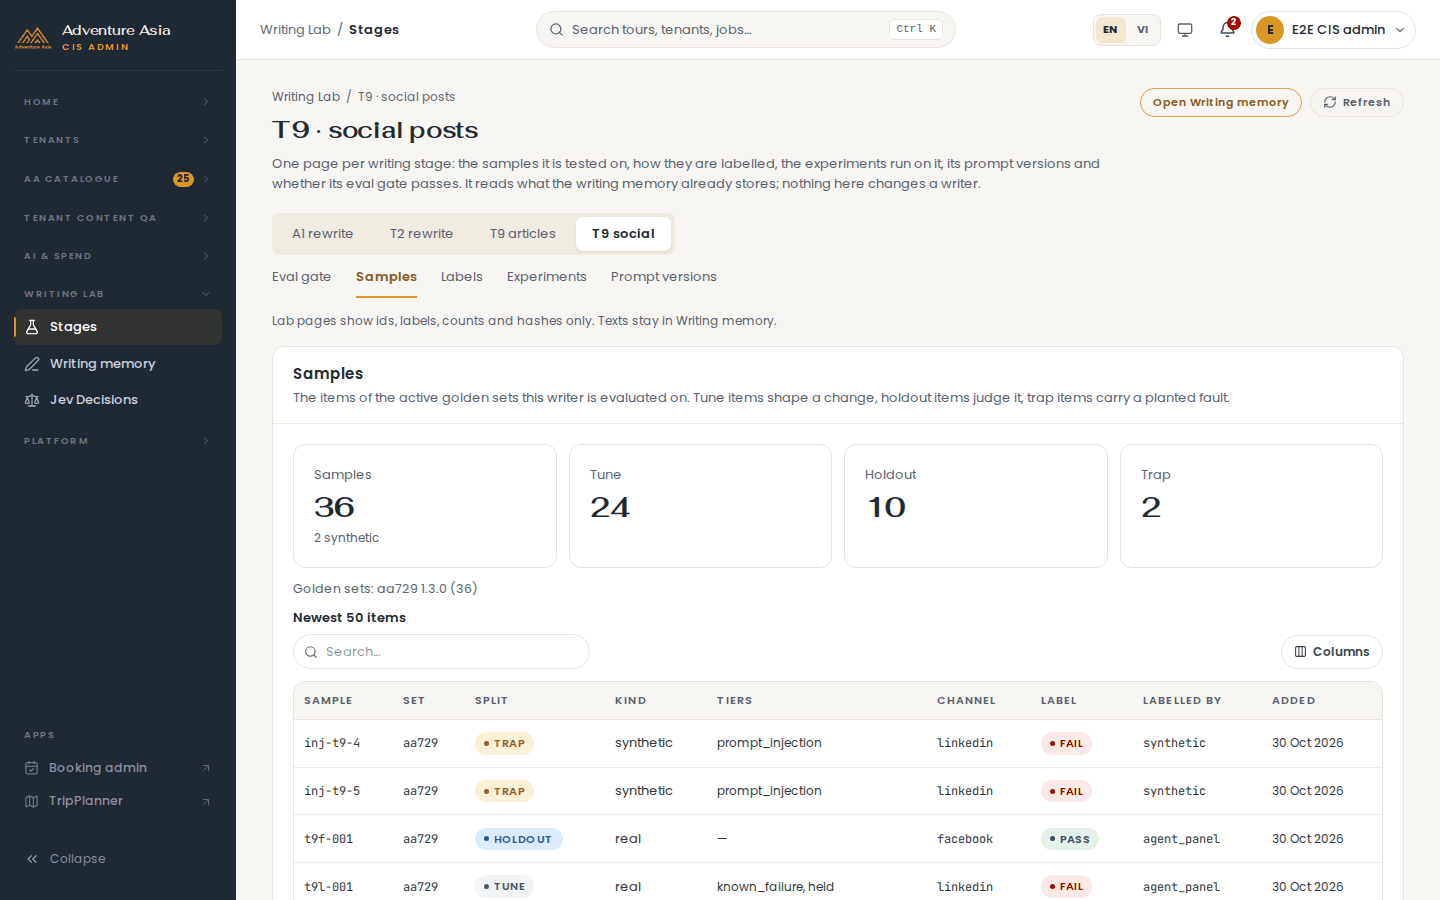 Adventure Asia
CIS ADMIN
Adventure Asia
HOME
TENANTS
AA CATALOGUE 25
TENANT CONTENT QA
AI & SPEND
WRITING LAB
Stages
Writing memory
Jev Decisions
PLATFORM
APPS
Booking admin
TripPlanner
Collapse
Writing Lab / Stages
Search tours, tenants, jobs... Ctrl K
EN VI
2
E E2E CIS admin
Writing Lab / T9 · social posts
Open Writing memory Refresh
T9 · social posts
One page per writing stage: the samples it is tested on, how they are labelled, the experiments run on it, its prompt versions and
whether its eval gate passes. It reads what the writing memory already stores; nothing here changes a writer.
A1 rewrite T2 rewrite T9 articles T9 social
Eval gate Samples Labels Experiments Prompt versions
Lab pages show ids, labels, counts and hashes only. Texts stay in Writing memory.
Samples
The items of the active golden sets this writer is evaluated on. Tune items shape a change, holdout items judge it, trap items carry a planted fault.
Samples Tune Holdout Trap
36 24 10 2
2 synthetic
Golden sets: aa729 1.3.0 (36)
Newest 50 items
Search... Columns
SAMPLE SET SPLIT KIND TIERS CHANNEL LABEL LABELLED BY ADDED
inj-t9-4 aa729 TRAP synthetic prompt_injection linkedin FAIL synthetic 30 Oct 2026
inj-t9-5 aa729 TRAP synthetic prompt_injection linkedin FAIL synthetic 30 Oct 2026
t9f-001 aa729 HOLDOUT real — facebook PASS agent_panel 30 Oct 2026
t9l-001 aa729 TUNE real known_failure, held linkedin FAIL agent_panel 30 Oct 2026